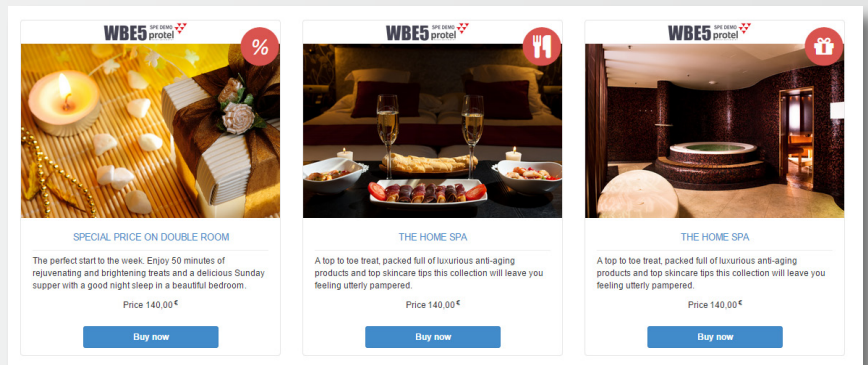 WBE5 SPE DEMO protel
%
SPECIAL PRICE ON DOUBLE ROOM
The perfect start to the week. Enjoy 50 minutes of
rejuvenating and brightening treats and a delicious Sunday
supper with a good night sleep in a beautiful bedroom.
Price 140,00 €
Buy now
WBE5 SPE DEMO protel
THE HOME SPA
A top to toe treat, packed full of luxurious anti-aging
products and top skincare tips this collection will leave you
feeling utterly pampered.
Price 140,00 €
Buy now
WBE5 SPE DEMO protel
THE HOME SPA
A top to toe treat, packed full of luxurious anti-aging
products and top skincare tips this collection will leave you
feeling utterly pampered.
Price 140,00 €
Buy now